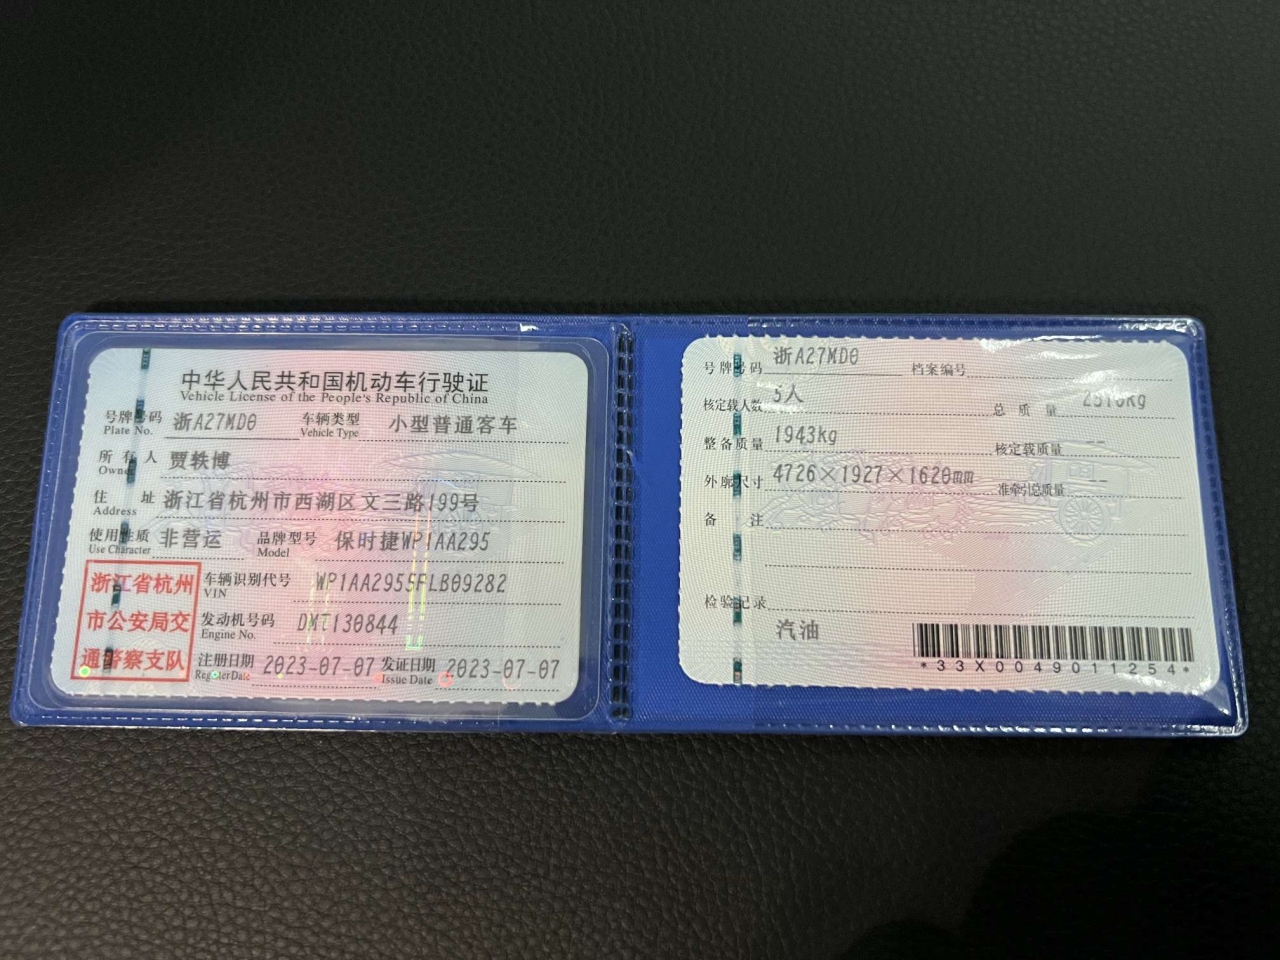 中华人民共和国机动车行驶证
Vehicle License of the People's Republic of China
号牌号码 浙A27MD0 车辆类型 小型普通客车
Plate No. Vehicle Type
所有人 贾轶博
Owner
住址 浙江省杭州市西湖区文三路199号
Address
使用性质 非营运 品牌型号 保时捷WP1AA295
Use Character Model
浙江省杭州
市公安局交
通警察支队
车辆识别代号 WP1AA2955FLB09282
VIN
发动机号码
Engine No.
注册日期 2023-07-07 发证日期 2023-07-07
Register Date Issue Date
号牌号码 浙A27MD0 档案编号
核定载人数 5人 总质量
整备质量 1943kg 核定载质量 --
外廓尺寸 4726×1927×1620mm 准牵引总质量 --
备注
检验记录
汽油
*33X0049011254*